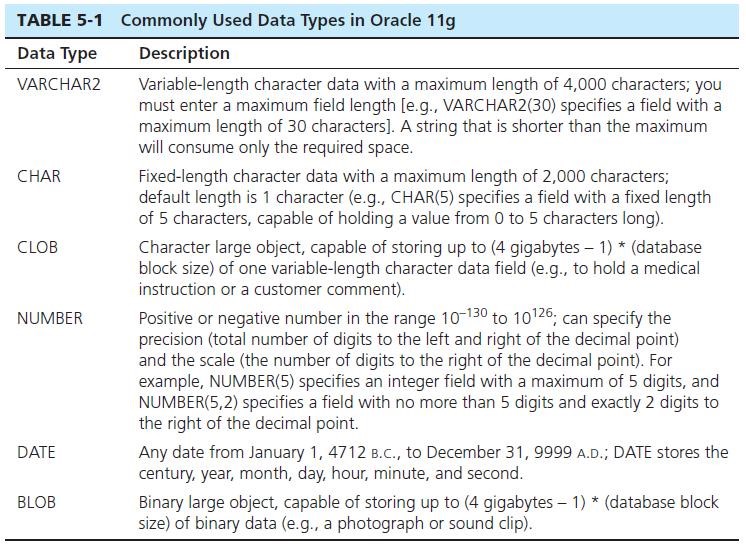 TABLE 5-1 Commonly Used Data Types in Oracle 11g
Data Type Description
VARCHAR2 Variable-length character data with a maximum length of 4,000 characters; you
must enter a maximum field length [e.g., VARCHAR2(30) specifies a field with a
maximum length of 30 characters]. A string that is shorter than the maximum
will consume only the required space.
CHAR Fixed-length character data with a maximum length of 2,000 characters;
default length is 1 character (e.g., CHAR(5) specifies a field with a fixed length
of 5 characters, capable of holding a value from 0 to 5 characters long).
CLOB Character large object, capable of storing up to (4 gigabytes – 1) * (database
block size) of one variable-length character data field (e.g., to hold a medical
instruction or a customer comment).
NUMBER Positive or negative number in the range 10⁻¹³⁰ to 10¹²⁶; can specify the
precision (total number of digits to the left and right of the decimal point)
and the scale (the number of digits to the right of the decimal point). For
example, NUMBER(5) specifies an integer field with a maximum of 5 digits, and
NUMBER(5,2) specifies a field with no more than 5 digits and exactly 2 digits to
the right of the decimal point.
DATE Any date from January 1, 4712 B.C., to December 31, 9999 A.D.; DATE stores the
century, year, month, day, hour, minute, and second.
BLOB Binary large object, capable of storing up to (4 gigabytes – 1) * (database block
size) of binary data (e.g., a photograph or sound clip).